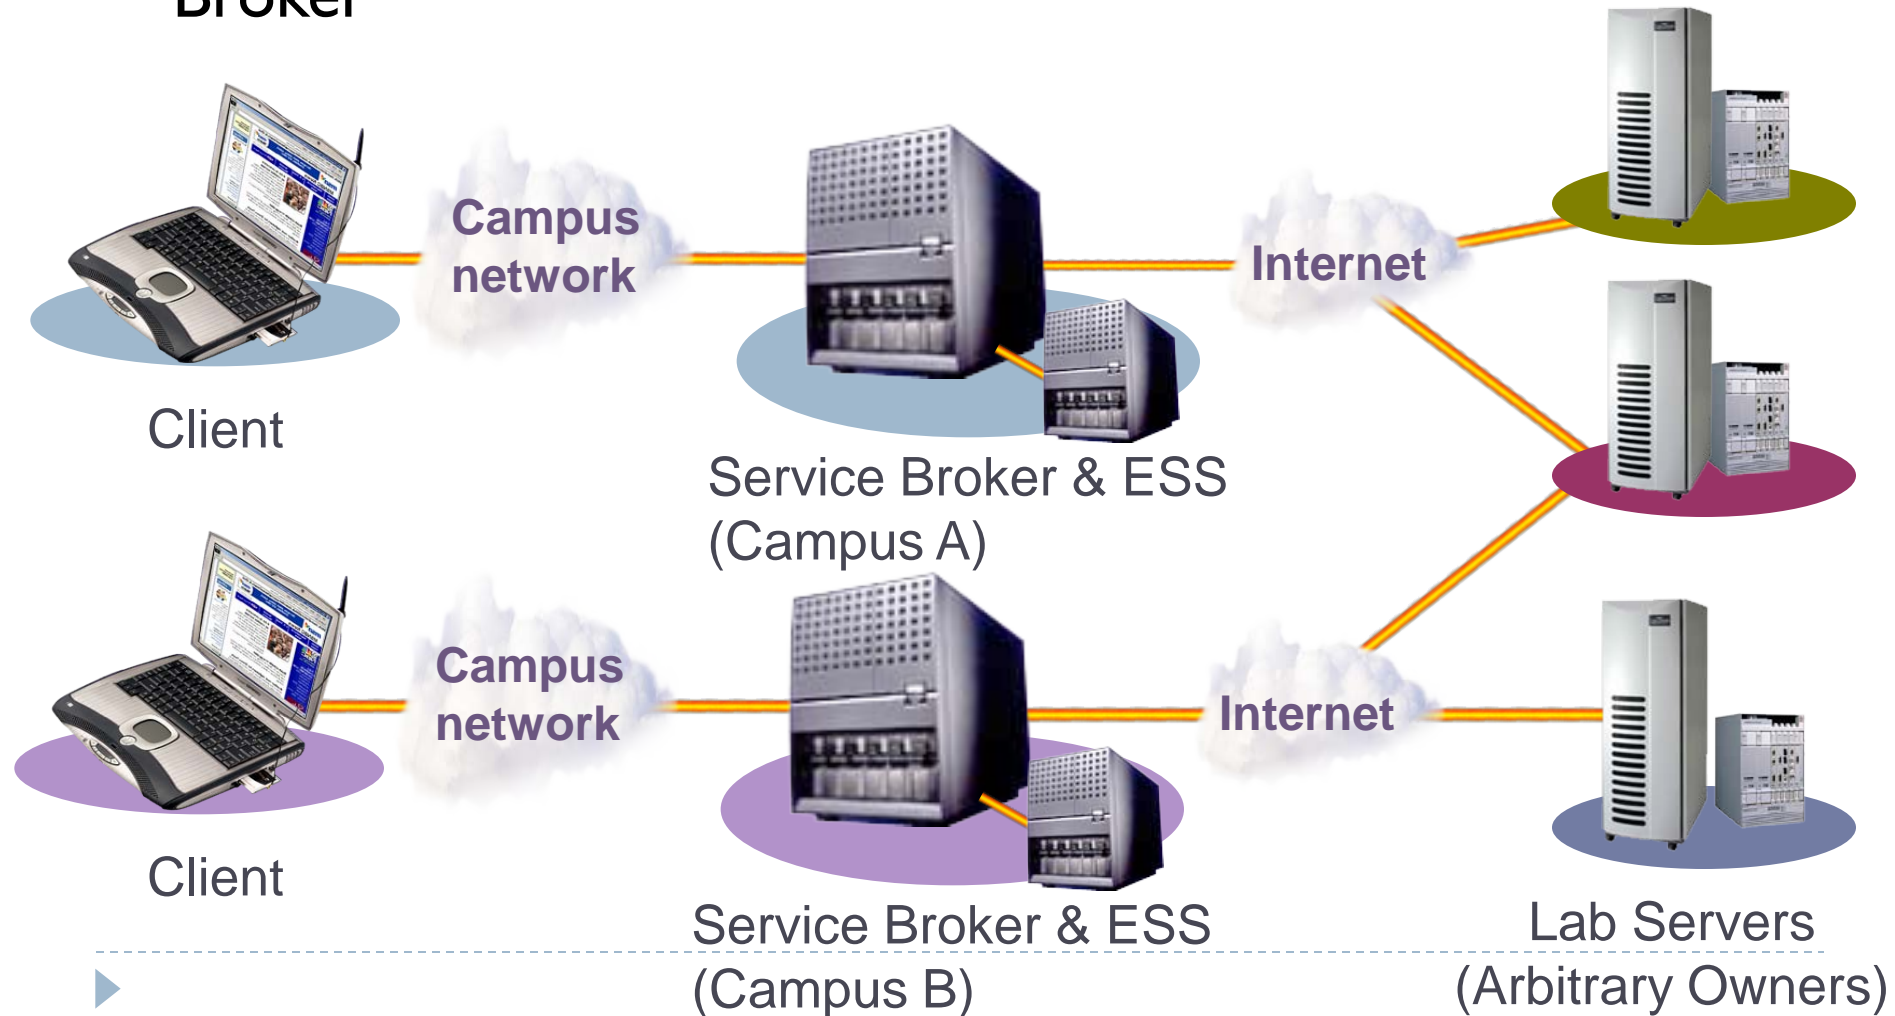 Broker
Campus
network
Internet
Client
Service Broker & ESS
(Campus A)
Campus
network
Internet
Client
Service Broker & ESS
(Campus B)
Lab Servers
(Arbitrary Owners)